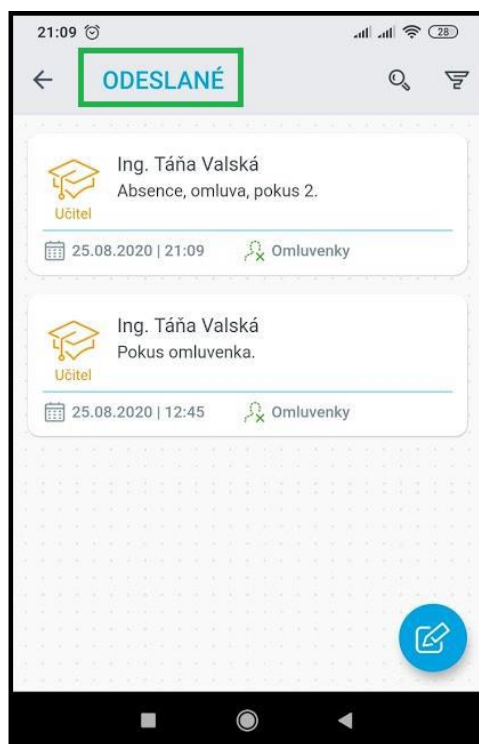 21:09 28
ODESLANÉ
Ing. Táňa Valská
Absence, omluva, pokus 2.
Učitel
25.08.2020 | 21:09 Omluvenky
Ing. Táňa Valská
Pokus omluvenka.
Učitel
25.08.2020 | 12:45 Omluvenky